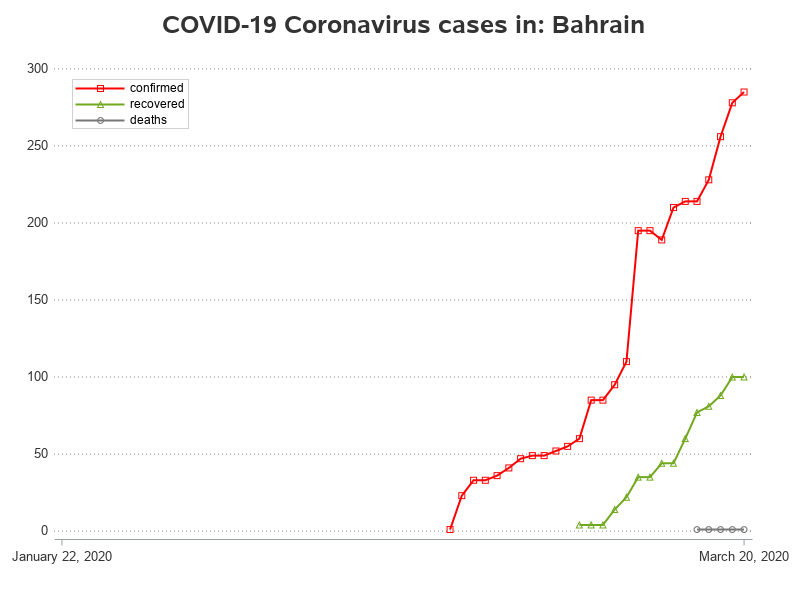 COVID-19 Coronavirus cases in: Bahrain
300
confirmed
recovered
deaths
250
200
150
100
50
0
January 22, 2020
March 20, 2020